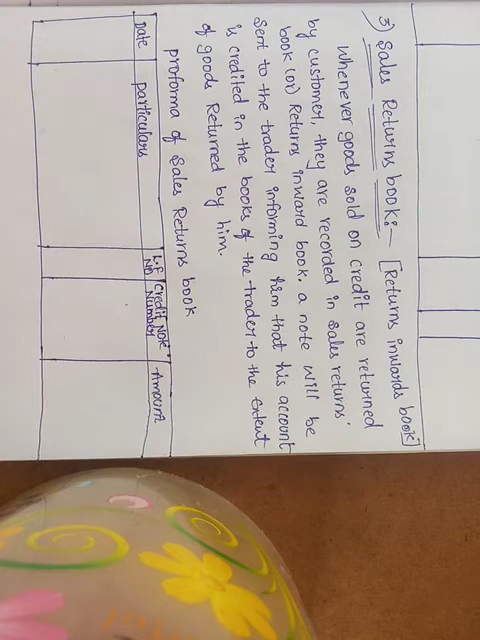 3) Sales Returns book:- [Returns inwards book]
Whenever goods sold on credit are returned
by customer, they are recorded in sales returns
book (or) Returns inward book. a note will be
sent to the trader informing him that his account
is credited in the books of the trader to the extent
of goods Returned by him.
proforma of Sales Returns book
Date particulars L.F No Credit Note Number Amount